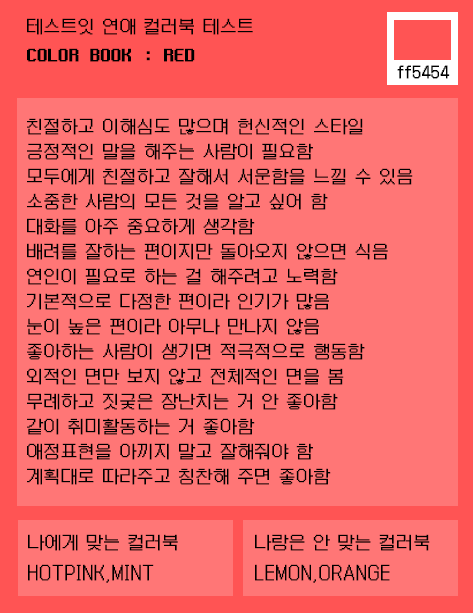 테스트잇 연애 컬러북 테스트
COLOR BOOK : RED
ff5454
친절하고 이해심도 많으며 헌신적인 스타일
긍정적인 말을 해주는 사람이 필요함
모두에게 친절하고 잘해서 서운함을 느낄 수 있음
소중한 사람의 모든 것을 알고 싶어 함
대화를 아주 중요하게 생각함
배려를 잘하는 편이지만 돌아오지 않으면 식음
연인이 필요로 하는 걸 해주려고 노력함
기본적으로 다정한 편이라 인기가 많음
눈이 높은 편이라 아무나 만나지 않음
좋아하는 사람이 생기면 적극적으로 행동함
외적인 면만 보지 않고 전체적인 면을 봄
무례하고 짓궂은 장난치는 거 안 좋아함
같이 취미활동하는 거 좋아함
애정표현을 아끼지 말고 잘해줘야 함
계획대로 따라주고 칭찬해 주면 좋아함
나에게 맞는 컬러북
HOTPINK,MINT
나랑은 안 맞는 컬러북
LEMON,ORANGE